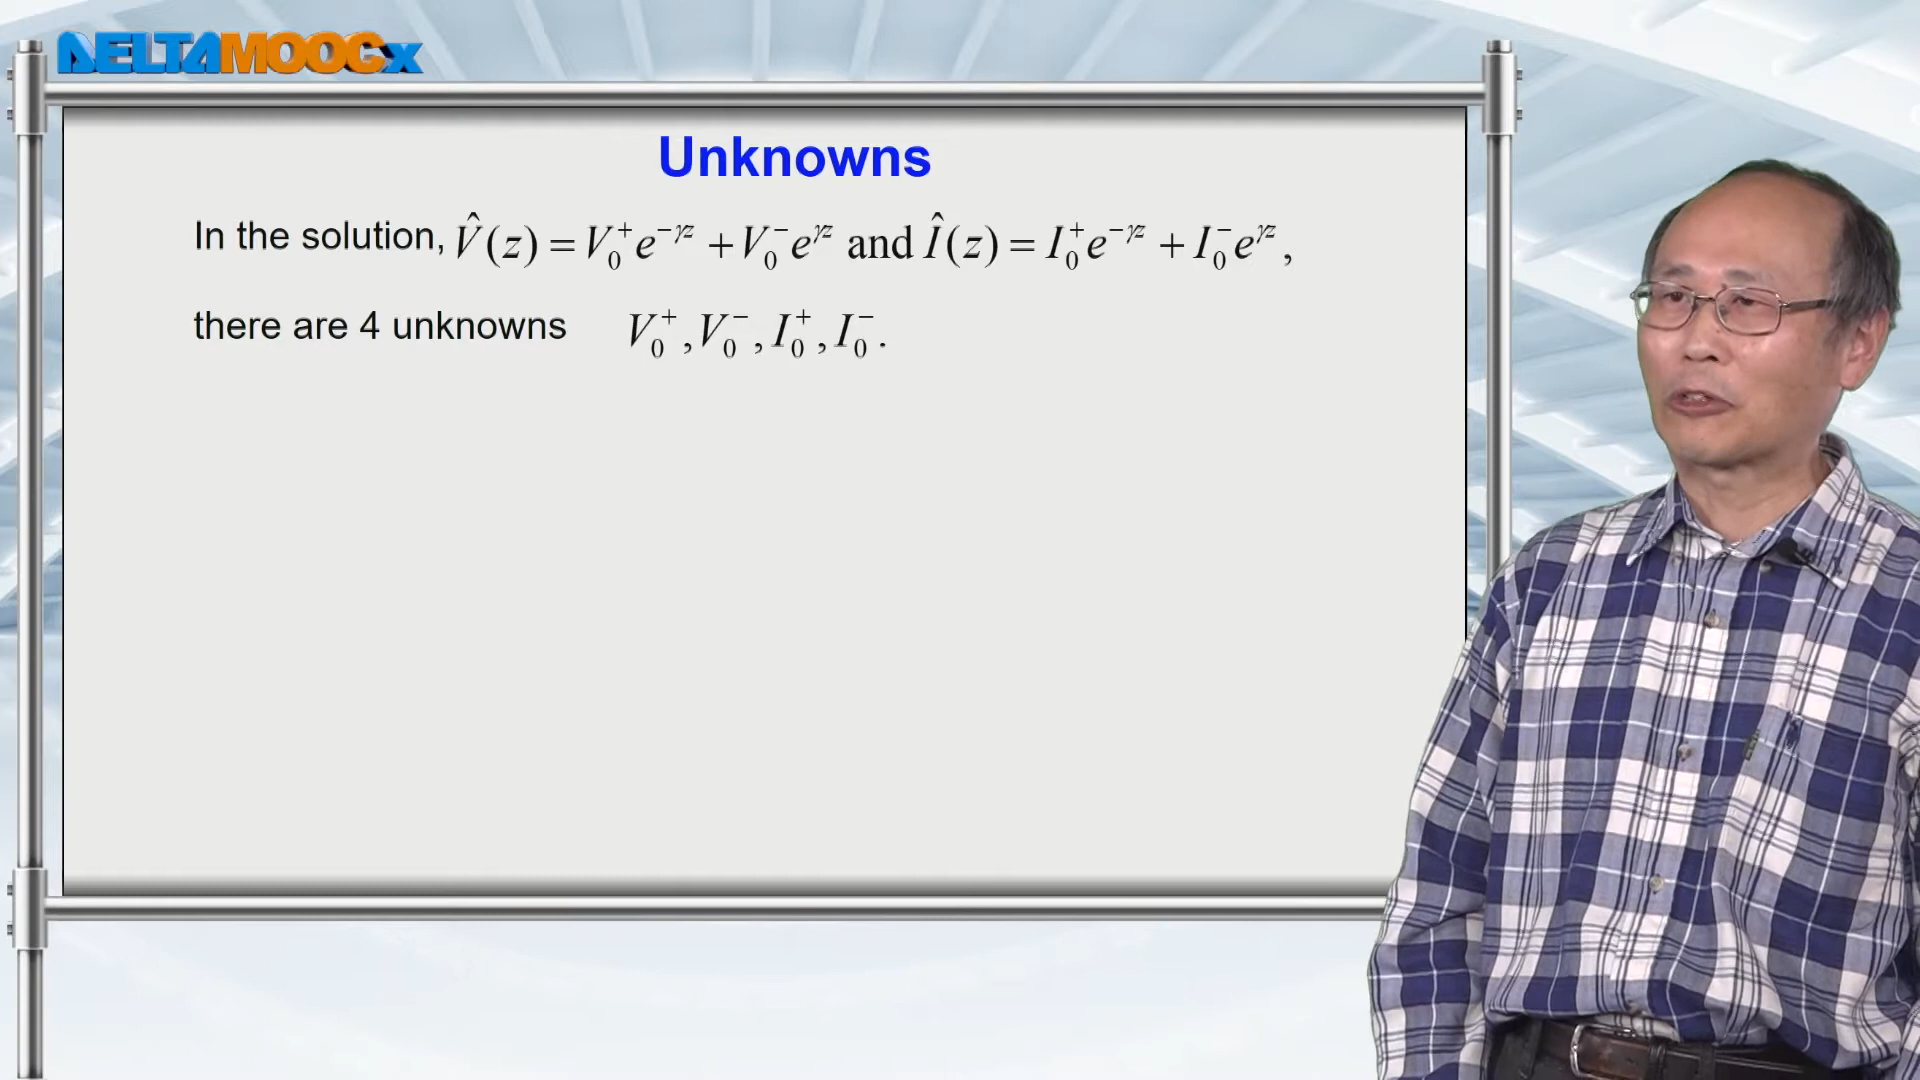 DELTAMOOCx
Unknowns
In the solution, V̂(z) = V₀⁺e^{−γz} + V₀⁻e^{γz} and Î(z) = I₀⁺e^{−γz} + I₀⁻e^{γz},
there are 4 unknowns V₀⁺, V₀⁻, I₀⁺, I₀⁻.